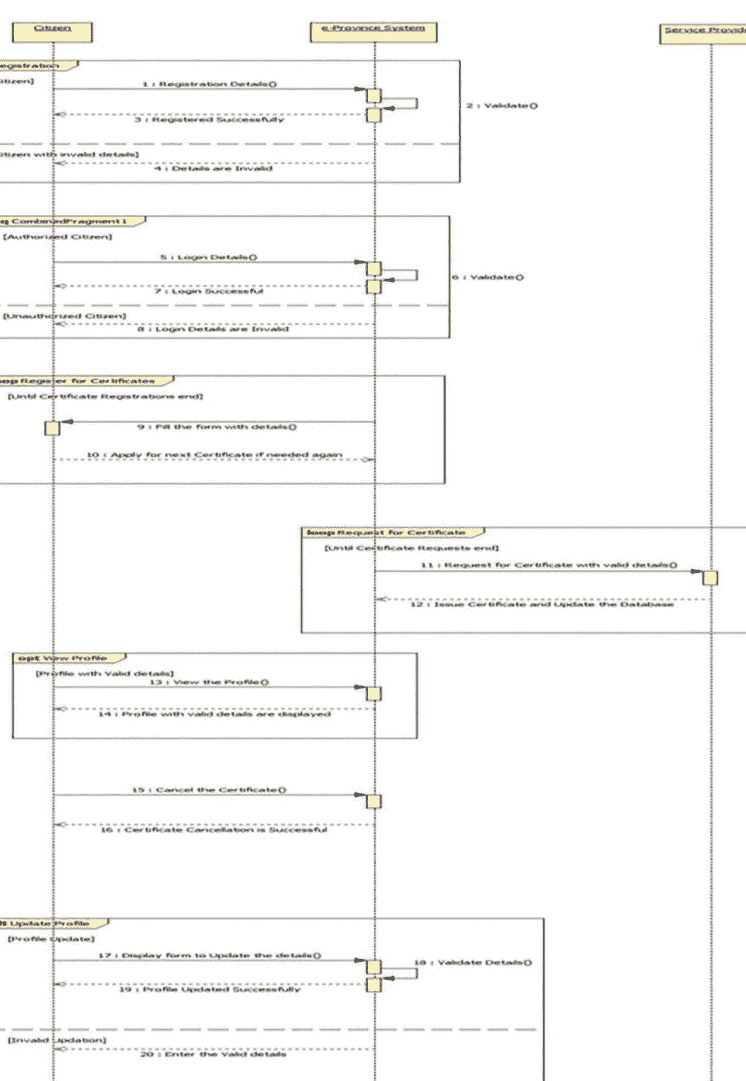 Citizen
e-Province System
Service Provide
egistration
itizen]
1 : Registration Details()
2 : Validate()
3 : Registered Successfully
itizen with invalid details]
4 : Details are Invalid
CombinedFragment1
[Authorized Citizen]
5 : Login Details()
6 : Validate()
7 : Login Successful
[Unauthorized Citizen]
8 : Login Details are Invalid
op Register for Certificates
[Until Certificate Registrations end]
9 : Fill the form with details()
10 : Apply for next Certificate if needed again
loop Request for Certificate
[Until Certificate Requests end]
11 : Request for Certificate with valid details()
12 : Issue Certificate and Update the Database
opt View Profile
[Profile with Valid details]
13 : View the Profile()
14 : Profile with valid details are displayed
15 : Cancel the Certificate()
16 : Certificate Cancellation is Successful
Update Profile
[Profile Update]
17 : Display form to Update the details()
18 : Validate Details()
19 : Profile Updated Successfully
[Invalid Updation]
20 : Enter the Valid details